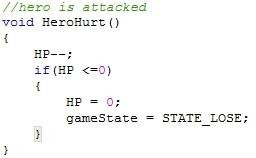 //hero is attacked
void HeroHurt()
{
    HP--;
    if(HP <=0)
    {
        HP = 0;
        gameState = STATE_LOSE;
    }
}